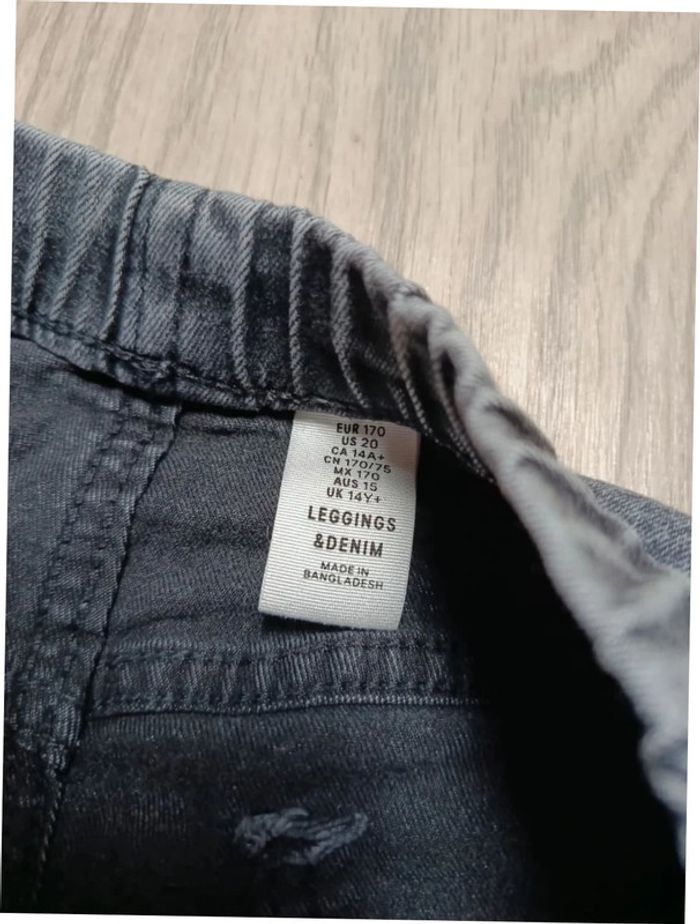 EUR 170
US 20
CA 14A+
CN 170/75
MX 170
AUS 15
UK 14Y+
LEGGINGS
&DENIM
MADE IN
BANGLADESH